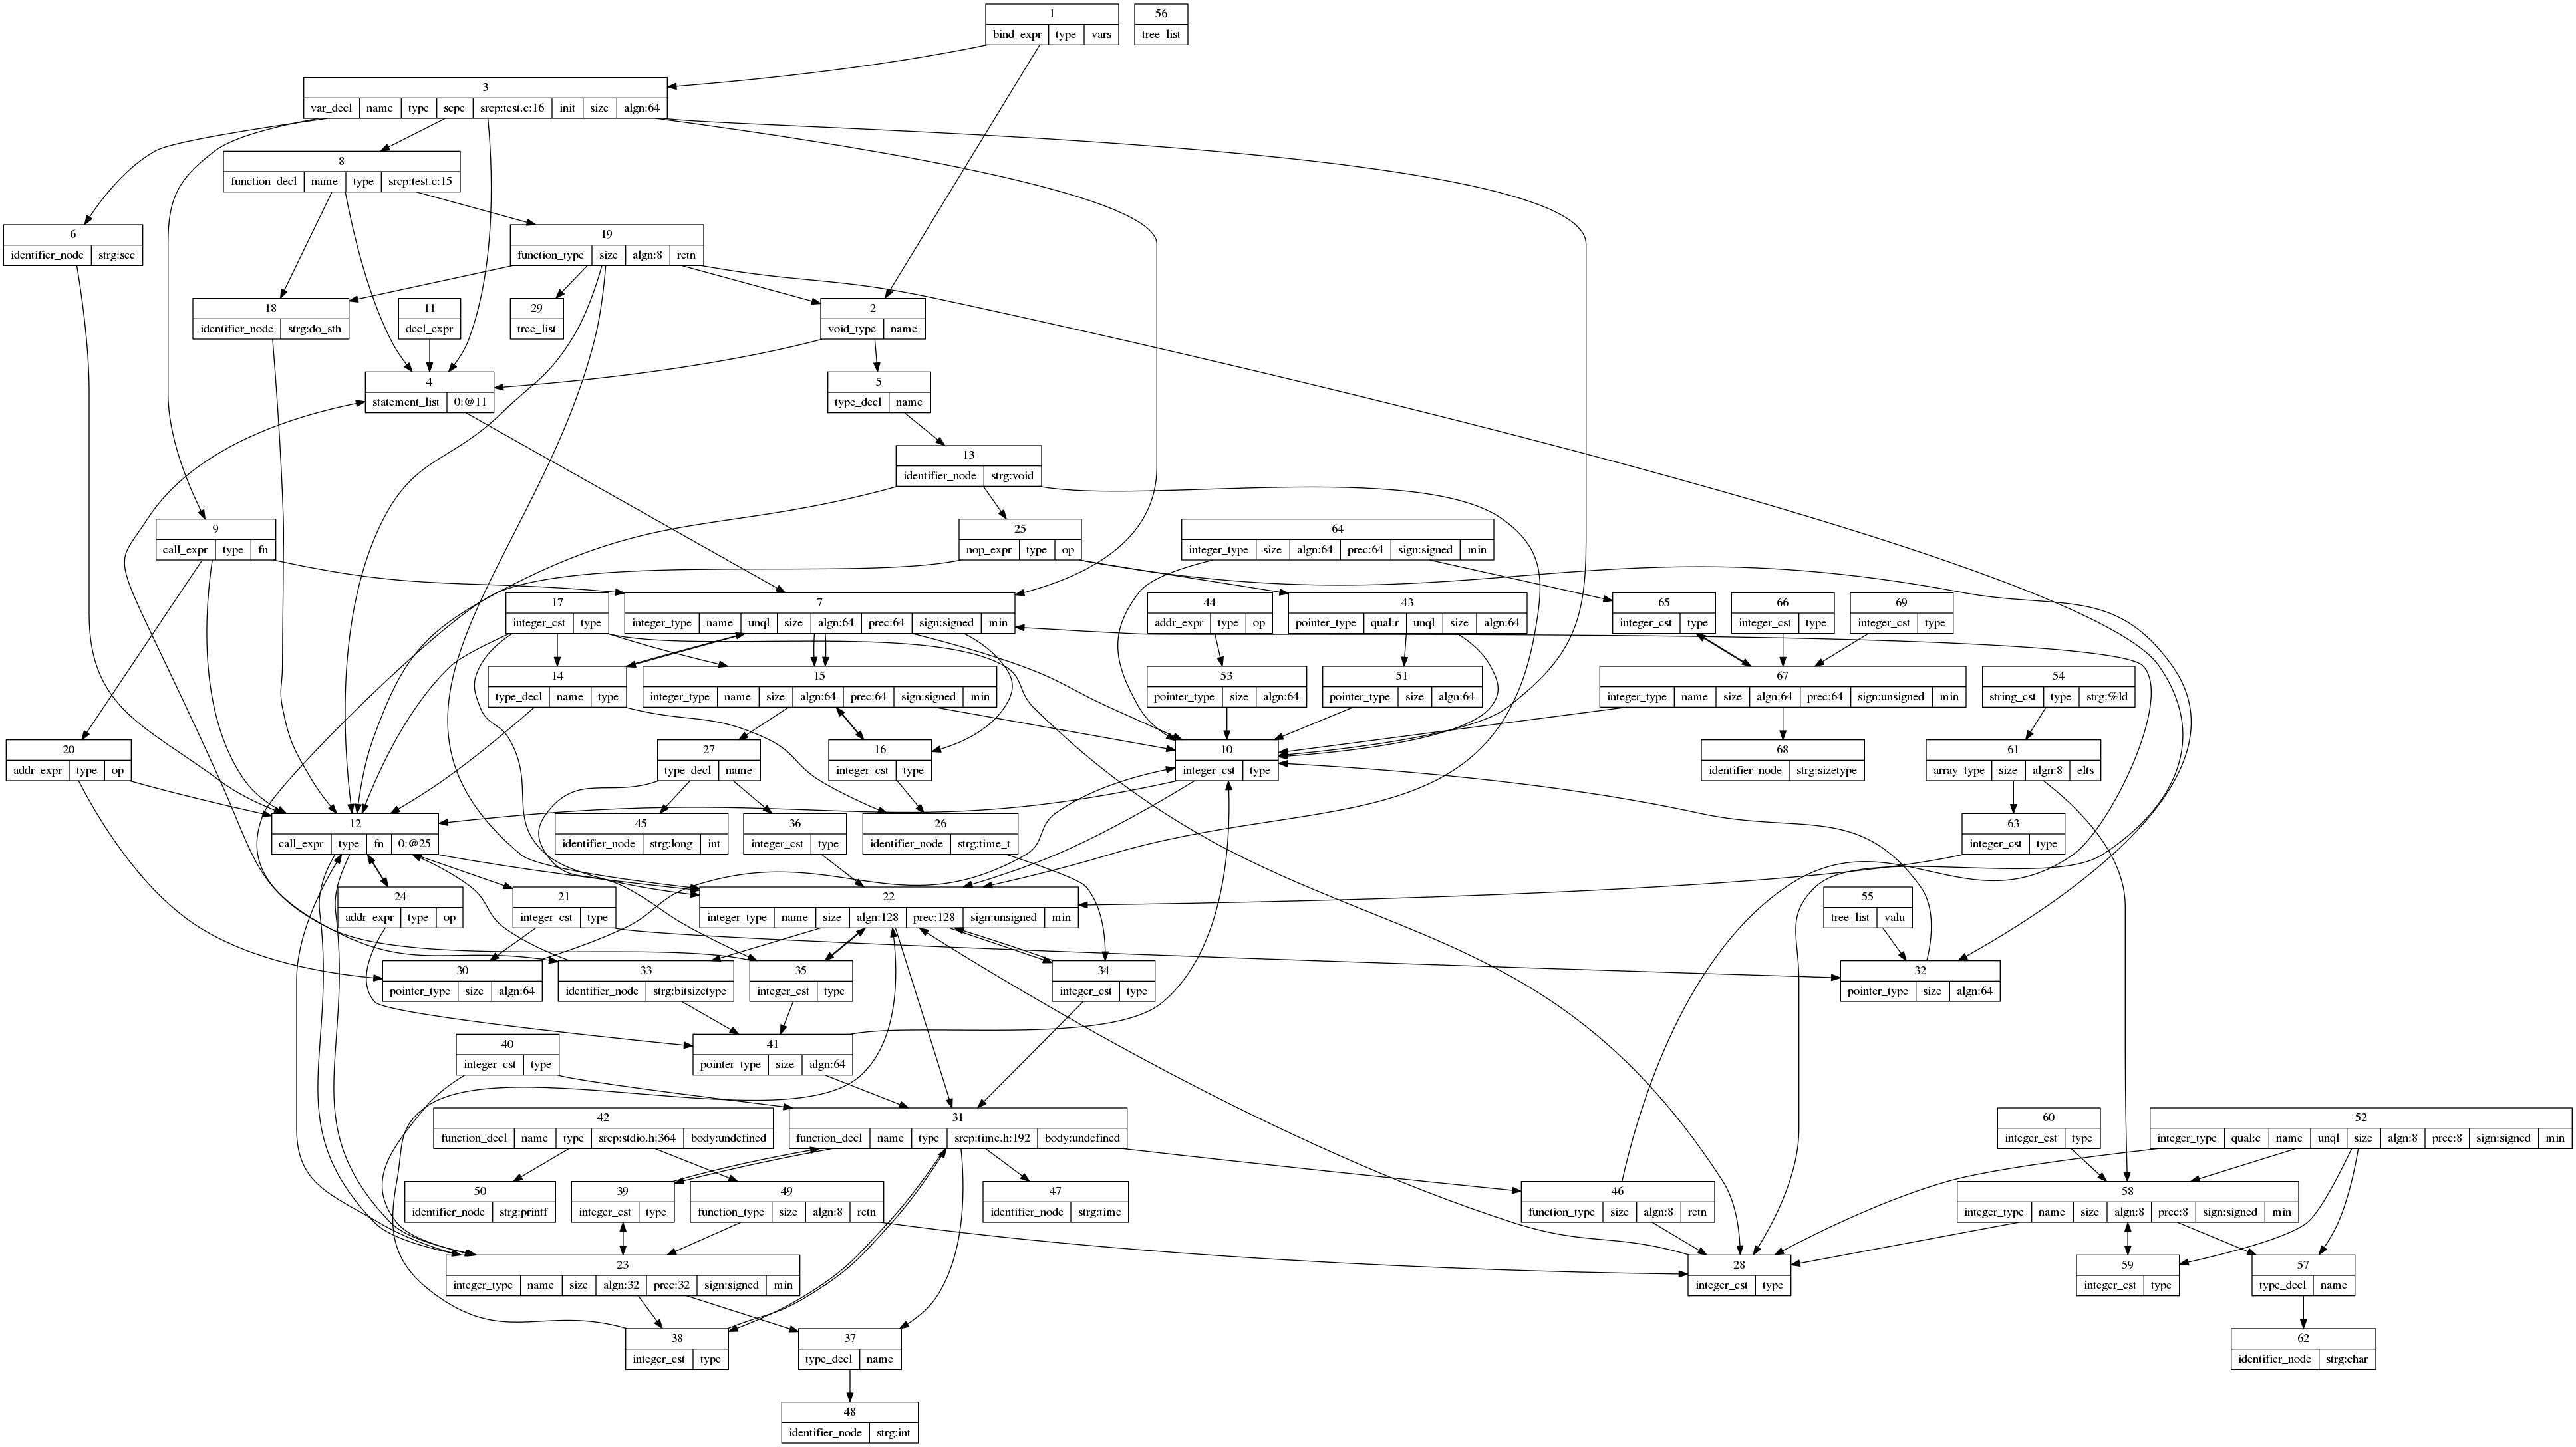 1
bind_expr type vars
56
tree_list
3
var_decl name type scpe srcp:test.c:16 init size algn:64
8
function_decl name type srcp:test.c:15
6
identifier_node strg:sec
19
function_type size algn:8 retn
18
identifier_node strg:do_sth
11
decl_expr
29
tree_list
2
void_type name
4
statement_list 0:@11
5
type_decl name
13
identifier_node strg:void
9
call_expr type fn
25
nop_expr type op
64
integer_type size algn:64 prec:64 sign:signed min
17
integer_cst type
7
integer_type name unql size algn:64 prec:64 sign:signed min
44
addr_expr type op
43
pointer_type qual:r unql size algn:64
65
integer_cst type
66
integer_cst type
69
integer_cst type
14
type_decl name type
15
integer_type name size algn:64 prec:64 sign:signed min
53
pointer_type size algn:64
51
pointer_type size algn:64
67
integer_type name size algn:64 prec:64 sign:unsigned min
54
string_cst type strg:%ld
20
addr_expr type op
27
type_decl name
16
integer_cst type
10
integer_cst type
68
identifier_node strg:sizetype
61
array_type size algn:8 elts
12
call_expr type fn 0:@25
45
identifier_node strg:long int
36
integer_cst type
26
identifier_node strg:time_t
63
integer_cst type
24
addr_expr type op
21
integer_cst type
22
integer_type name size algn:128 prec:128 sign:unsigned min
55
tree_list valu
30
pointer_type size algn:64
33
identifier_node strg:bitsizetype
35
integer_cst type
34
integer_cst type
32
pointer_type size algn:64
40
integer_cst type
41
pointer_type size algn:64
42
function_decl name type srcp:stdio.h:364 body:undefined
31
function_decl name type srcp:time.h:192 body:undefined
60
integer_cst type
52
integer_type qual:c name unql size algn:8 prec:8 sign:signed min
50
identifier_node strg:printf
39
integer_cst type
49
function_type size algn:8 retn
47
identifier_node strg:time
46
function_type size algn:8 retn
58
integer_type name size algn:8 prec:8 sign:signed min
23
integer_type name size algn:32 prec:32 sign:signed min
28
integer_cst type
59
integer_cst type
57
type_decl name
38
integer_cst type
37
type_decl name
62
identifier_node strg:char
48
identifier_node strg:int